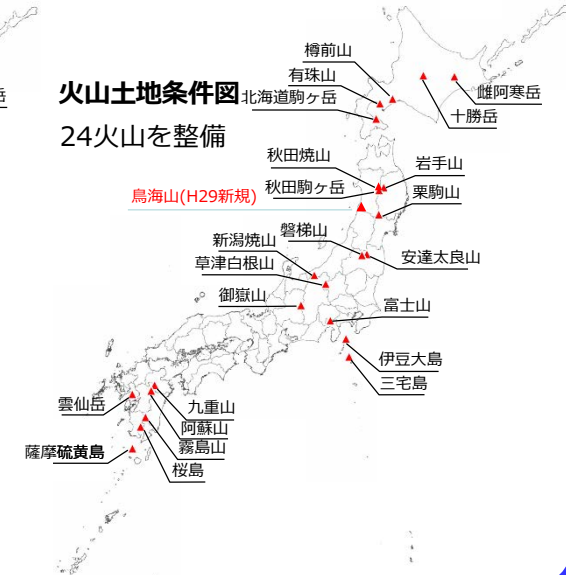 岳
火山土地条件図
24火山を整備
樽前山
有珠山
北海道駒ヶ岳
雌阿寒岳
十勝岳
秋田焼山
岩手山
秋田駒ヶ岳
栗駒山
鳥海山(H29新規)
磐梯山
新潟焼山
安達太良山
草津白根山
御嶽山
富士山
伊豆大島
三宅島
雲仙岳
九重山
阿蘇山
霧島山
薩摩硫黄島
桜島